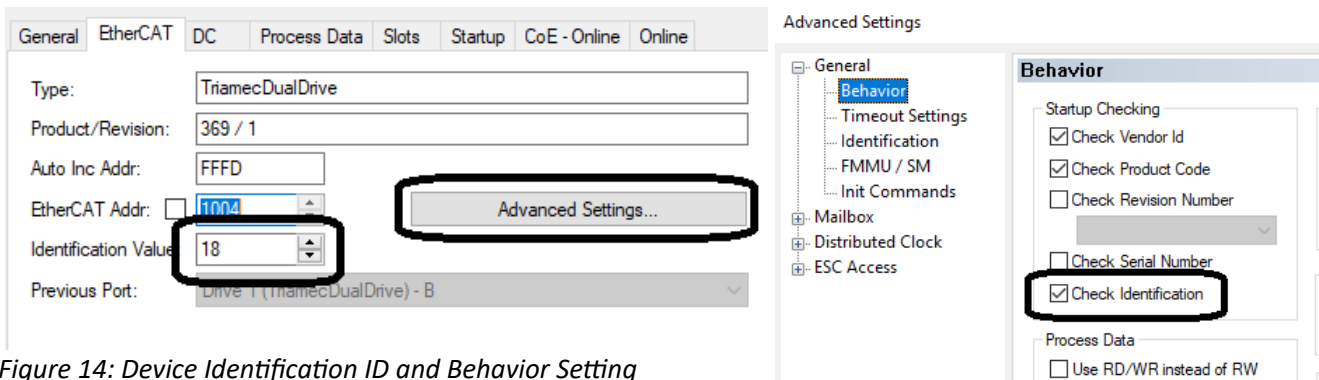 General EtherCAT DC Process Data Slots Startup CoE - Online Online
Type: TriamecDualDrive
Product/Revision: 369 / 1
Auto Inc Addr: FFFD
EtherCAT Addr: 1004 Advanced Settings...
Identification Value 18
Previous Port: Drive 1 (TriamecDualDrive) - B
Figure 14: Device Identification ID and Behavior Setting
Advanced Settings
General
Behavior
Timeout Settings
Identification
FMMU / SM
Init Commands
Mailbox
Distributed Clock
ESC Access
Behavior
Startup Checking
Check Vendor Id
Check Product Code
Check Revision Number
Check Serial Number
Check Identification
Process Data
Use RD/WR instead of RW